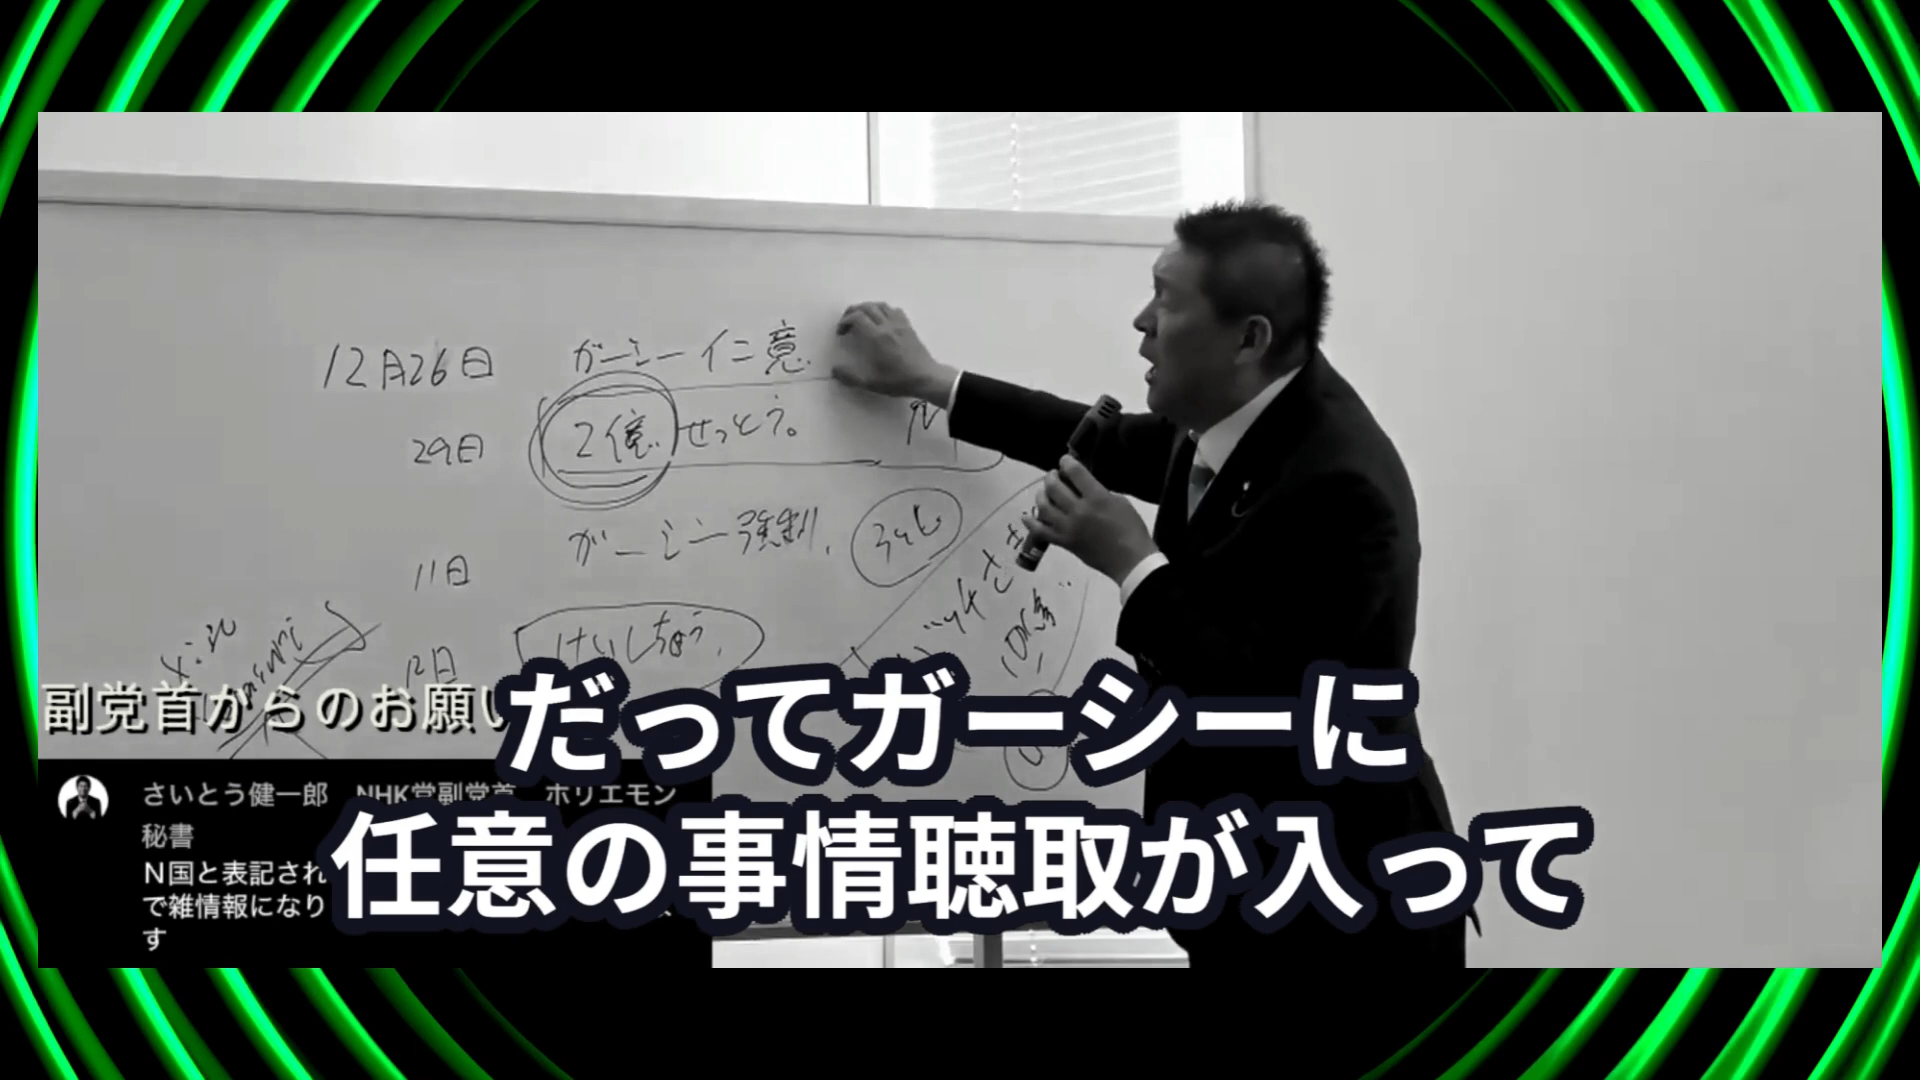 12月26日 ガーシー任意
29日 2億 せっとう。
ガーシー強制.
11日
12日 けいしちょう.
副党首からのお願い
だってガーシーに
任意の事情聴取が入って
さいとう健一郎 NHK党副党首 ホリエモン
秘書
N国と表記され
で雑情報になり
す